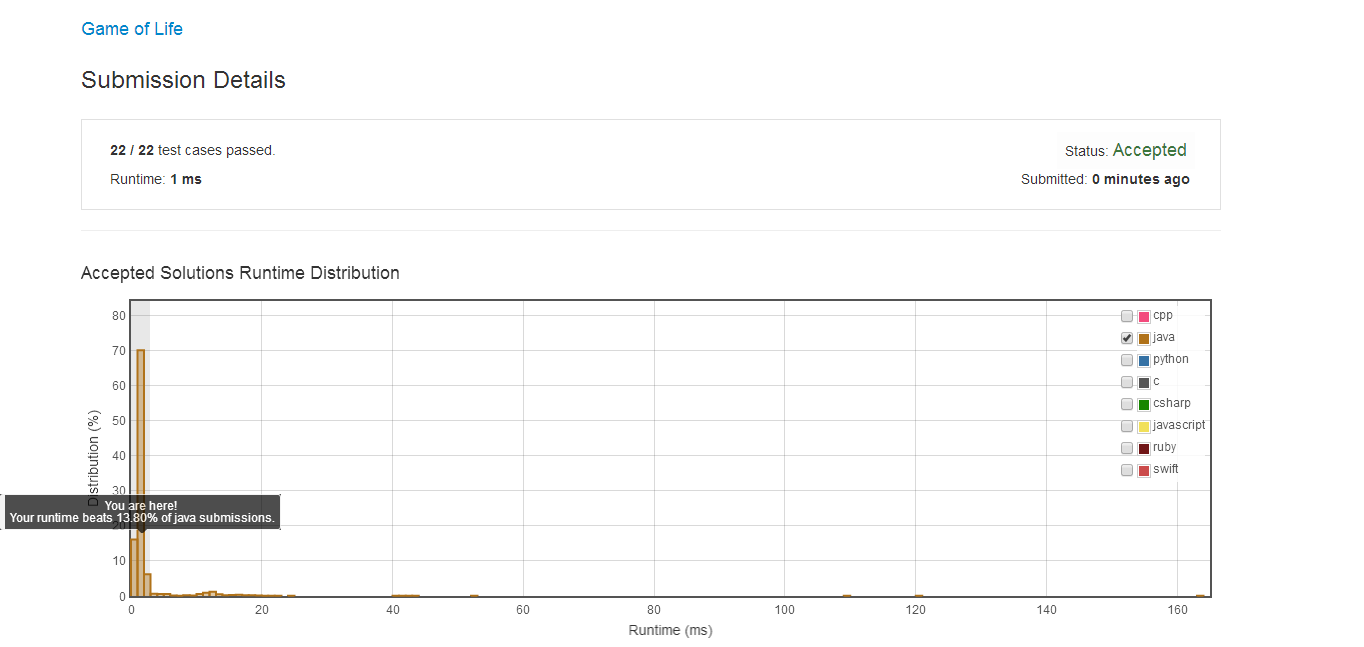 Game of Life
Submission Details
22 / 22 test cases passed.
Status: Accepted
Runtime: 1 ms
Submitted: 0 minutes ago
Accepted Solutions Runtime Distribution
cpp
java
python
c
csharp
javascript
ruby
swift
80
70
60
50
40
30
20
10
0
Distribution (%)
You are here!
Your runtime beats 13.80% of java submissions.
0
20
40
60
80
100
120
140
160
Runtime (ms)